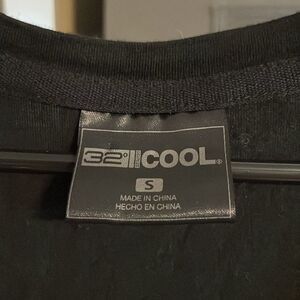 32° COOL®
S
MADE IN CHINA
HECHO EN CHINA